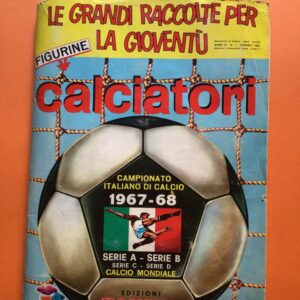 LE GRANDI RACCOLTE PER
LA GIOVENTÙ
FIGURINE
calciatori
CAMPIONATO
ITALIANO DI CALCIO
1967-68
SERIE A - SERIE B
SERIE C - SERIE D
CALCIO MONDIALE
EDIZIONI